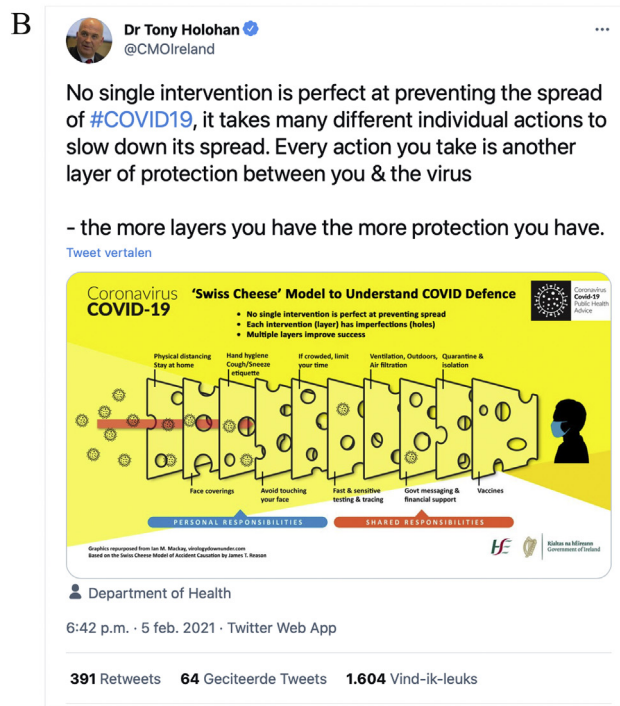 B
Dr Tony Holohan
@CMOIreland
No single intervention is perfect at preventing the spread
of #COVID19, it takes many different individual actions to
slow down its spread. Every action you take is another
layer of protection between you & the virus
- the more layers you have the more protection you have.
Tweet vertalen
Coronavirus
COVID-19
'Swiss Cheese' Model to Understand COVID Defence
• No single intervention is perfect at preventing spread
• Each intervention (layer) has imperfections (holes)
• Multiple layers improve success
Coronavirus
Covid-19
Public Health
Advice
Physical distancing
Stay at home
Hand hygiene
Cough/Sneeze
etiquette
If crowded, limit
your time
Ventilation, Outdoors,
Air filtration
Quarantine &
isolation
Face coverings
Avoid touching
your face
Fast & sensitive
testing & tracing
Govt messaging &
financial support
Vaccines
PERSONAL RESPONSIBILITIES
SHARED RESPONSIBILITIES
Graphics repurposed from Ian M. Mackay, virologydownunder.com
Based on the Swiss Cheese Model of Accident Causation by James T. Reason
Rialtas na hÉireann
Government of Ireland
Department of Health
6:42 p.m. · 5 feb. 2021 · Twitter Web App
391 Retweets 64 Geciteerde Tweets 1.604 Vind-ik-leuks